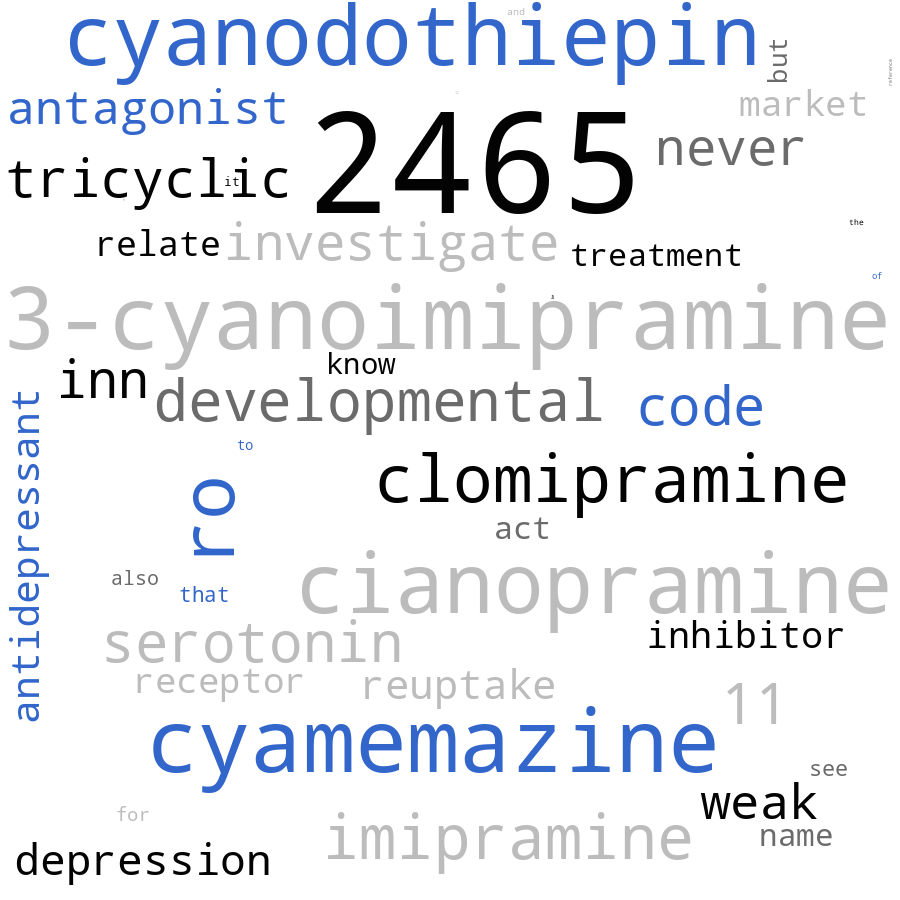 and
cyanodothiepin
but
reference
antagonist
market
2465
never
tricyclic
it
the
relate
investigate
treatment
of
3-cyanoimipramine
know
inn
developmental
code
antidepressant
to
clomipramine
ro
act
also
that
cianopramine
serotonin
inhibitor
receptor
reuptake
11
cyamemazine
see
weak
for
name
imipramine
depression